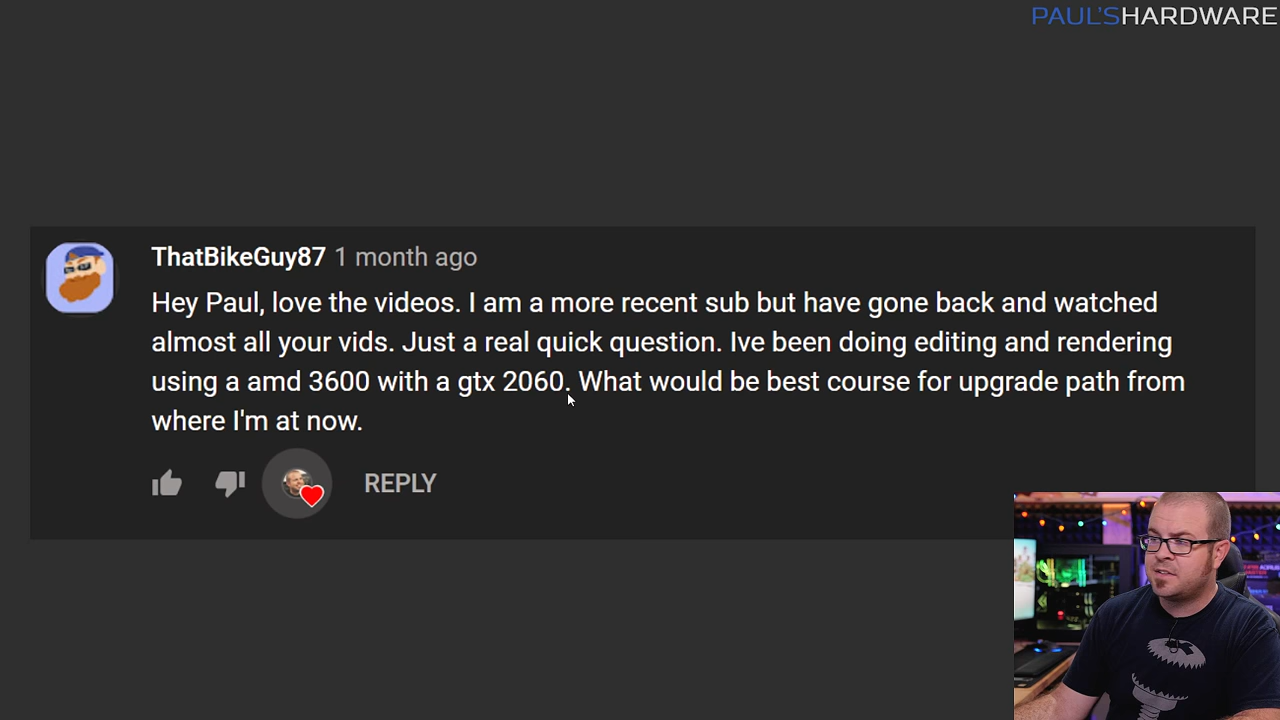 PAUL'SHARDWARE
ThatBikeGuy87 1 month ago
Hey Paul, love the videos. I am a more recent sub but have gone back and watched
almost all your vids. Just a real quick question. Ive been doing editing and rendering
using a amd 3600 with a gtx 2060. What would be best course for upgrade path from
where I'm at now.
REPLY